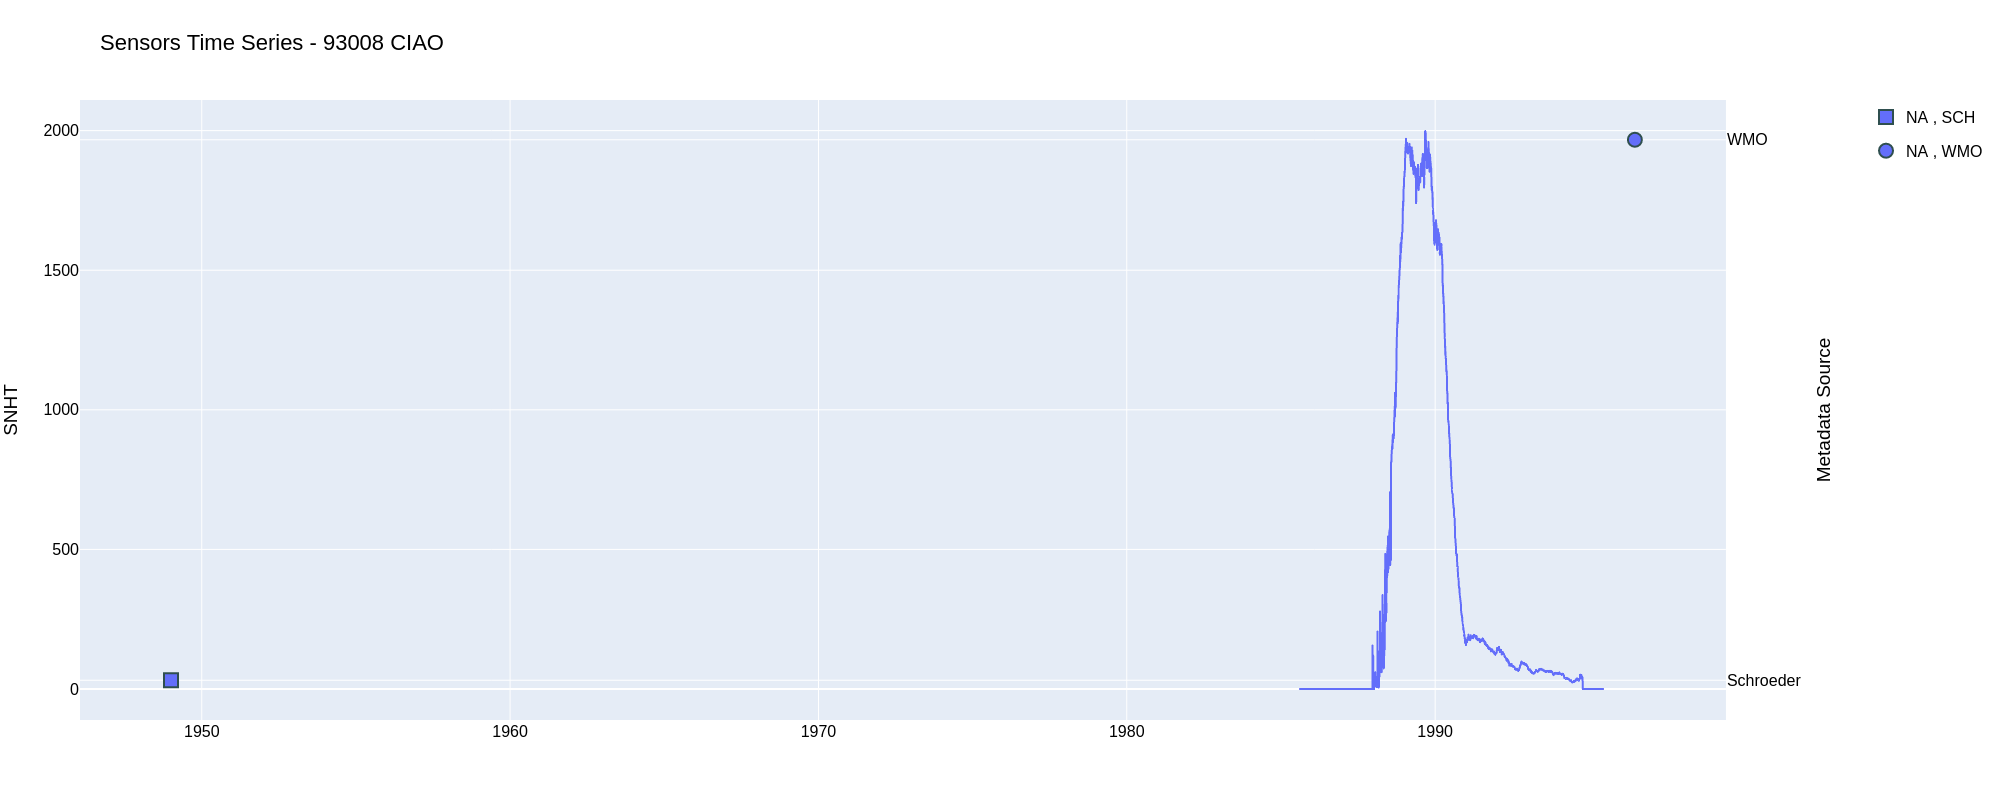 Sensors Time Series - 93008 CIAO
NA , SCH
NA , WMO
2000
1500
1000
500
0
SNHT
WMO
Schroeder
Metadata Source
1950
1960
1970
1980
1990